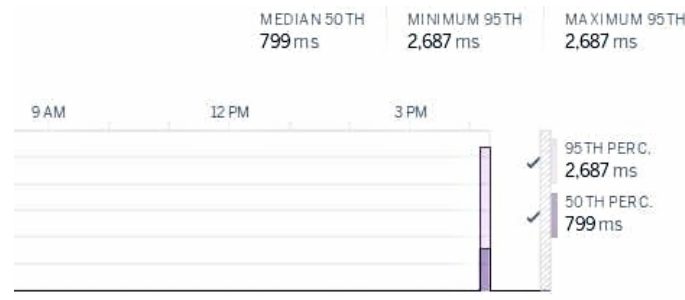 MEDIAN 50TH MINIMUM 95TH MAXIMUM 95TH
799 ms 2,687 ms 2,687 ms
9 AM 12 PM 3 PM
95TH PERC.
2,687 ms
50TH PERC.
799 ms